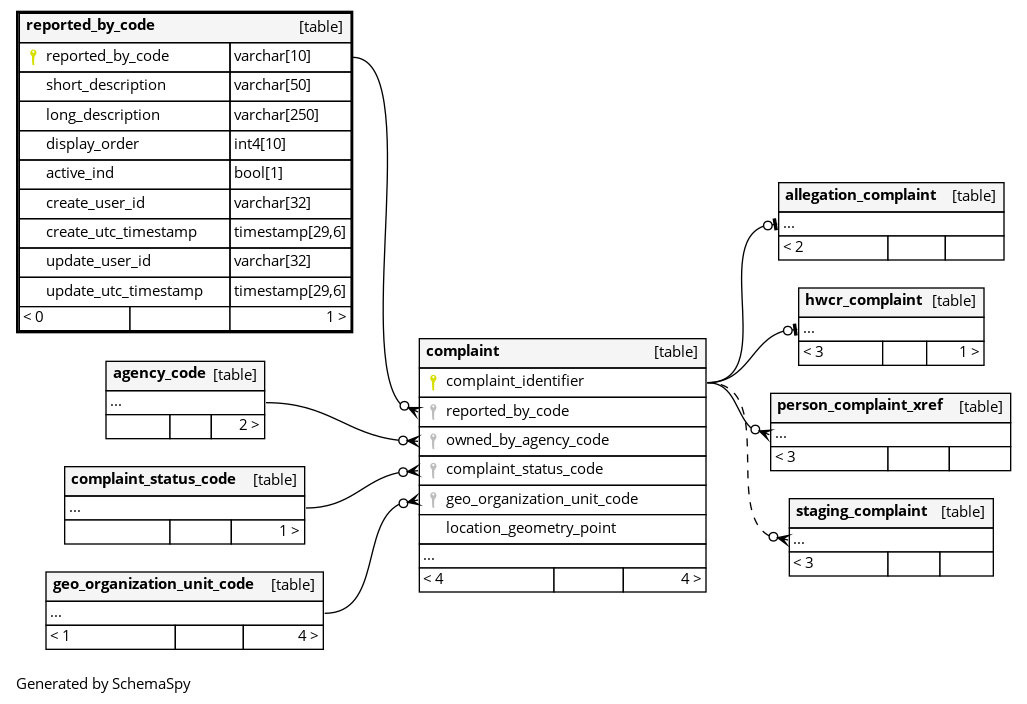 reported_by_code [table]
reported_by_code varchar[10]
short_description varchar[50]
long_description varchar[250]
display_order int4[10]
active_ind bool[1]
create_user_id varchar[32]
create_utc_timestamp timestamp[29,6]
update_user_id varchar[32]
update_utc_timestamp timestamp[29,6]
< 0 1 >
agency_code [table]
...
2 >
complaint_status_code [table]
...
1 >
geo_organization_unit_code [table]
...
< 1 4 >
complaint [table]
complaint_identifier
reported_by_code
owned_by_agency_code
complaint_status_code
geo_organization_unit_code
location_geometry_point
...
< 4 4 >
allegation_complaint [table]
...
< 2
hwcr_complaint [table]
...
< 3 1 >
person_complaint_xref [table]
...
< 3
staging_complaint [table]
...
< 3
Generated by SchemaSpy